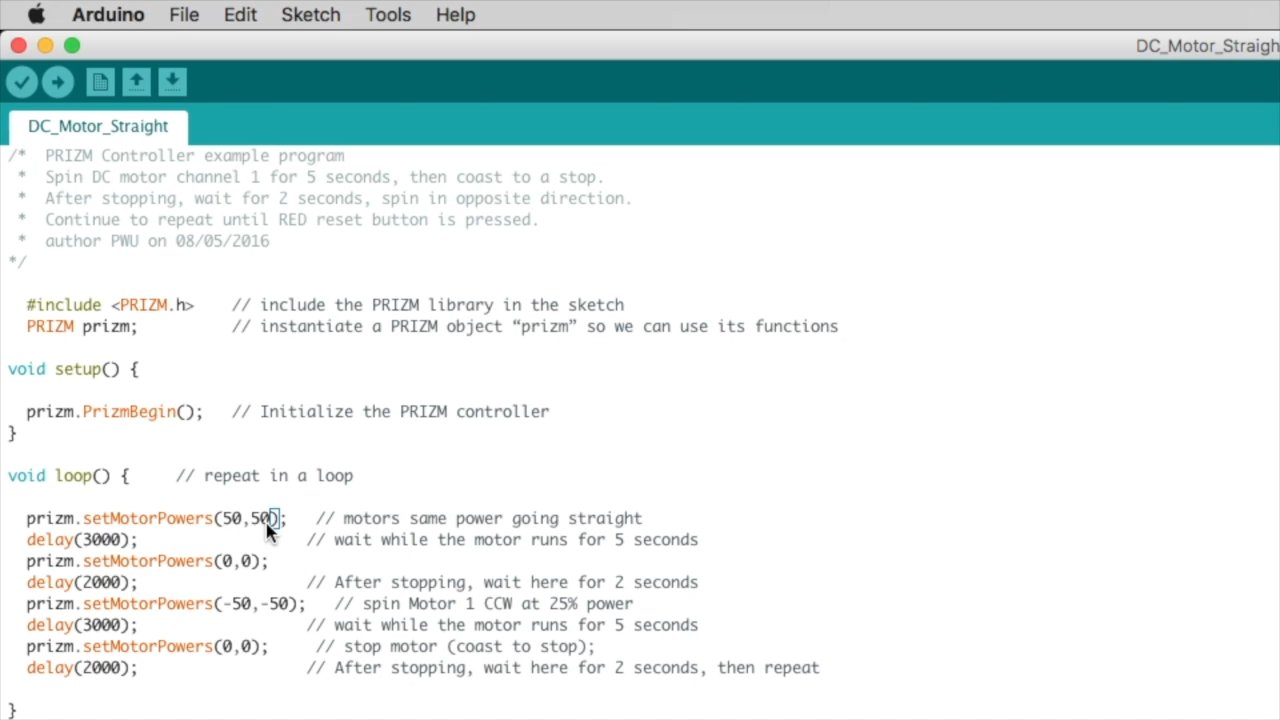 Arduino File Edit Sketch Tools Help
DC_Motor_Straigh
DC_Motor_Straight
/*  PRIZM Controller example program
 *  Spin DC motor channel 1 for 5 seconds, then coast to a stop.
 *  After stopping, wait for 2 seconds, spin in opposite direction.
 *  Continue to repeat until RED reset button is pressed.
 *  author PWU on 08/05/2016
*/
  #include <PRIZM.h>    // include the PRIZM library in the sketch
  PRIZM prizm;          // instantiate a PRIZM object “prizm” so we can use its functions
void setup() {
  prizm.PrizmBegin();   // Initialize the PRIZM controller
}
void loop() {     // repeat in a loop
  prizm.setMotorPowers(50,50);   // motors same power going straight
  delay(3000);                  // wait while the motor runs for 5 seconds
  prizm.setMotorPowers(0,0);
  delay(2000);                  // After stopping, wait here for 2 seconds
  prizm.setMotorPowers(-50,-50);   // spin Motor 1 CCW at 25% power
  delay(3000);                  // wait while the motor runs for 5 seconds
  prizm.setMotorPowers(0,0);     // stop motor (coast to stop);
  delay(2000);                  // After stopping, wait here for 2 seconds, then repeat
}